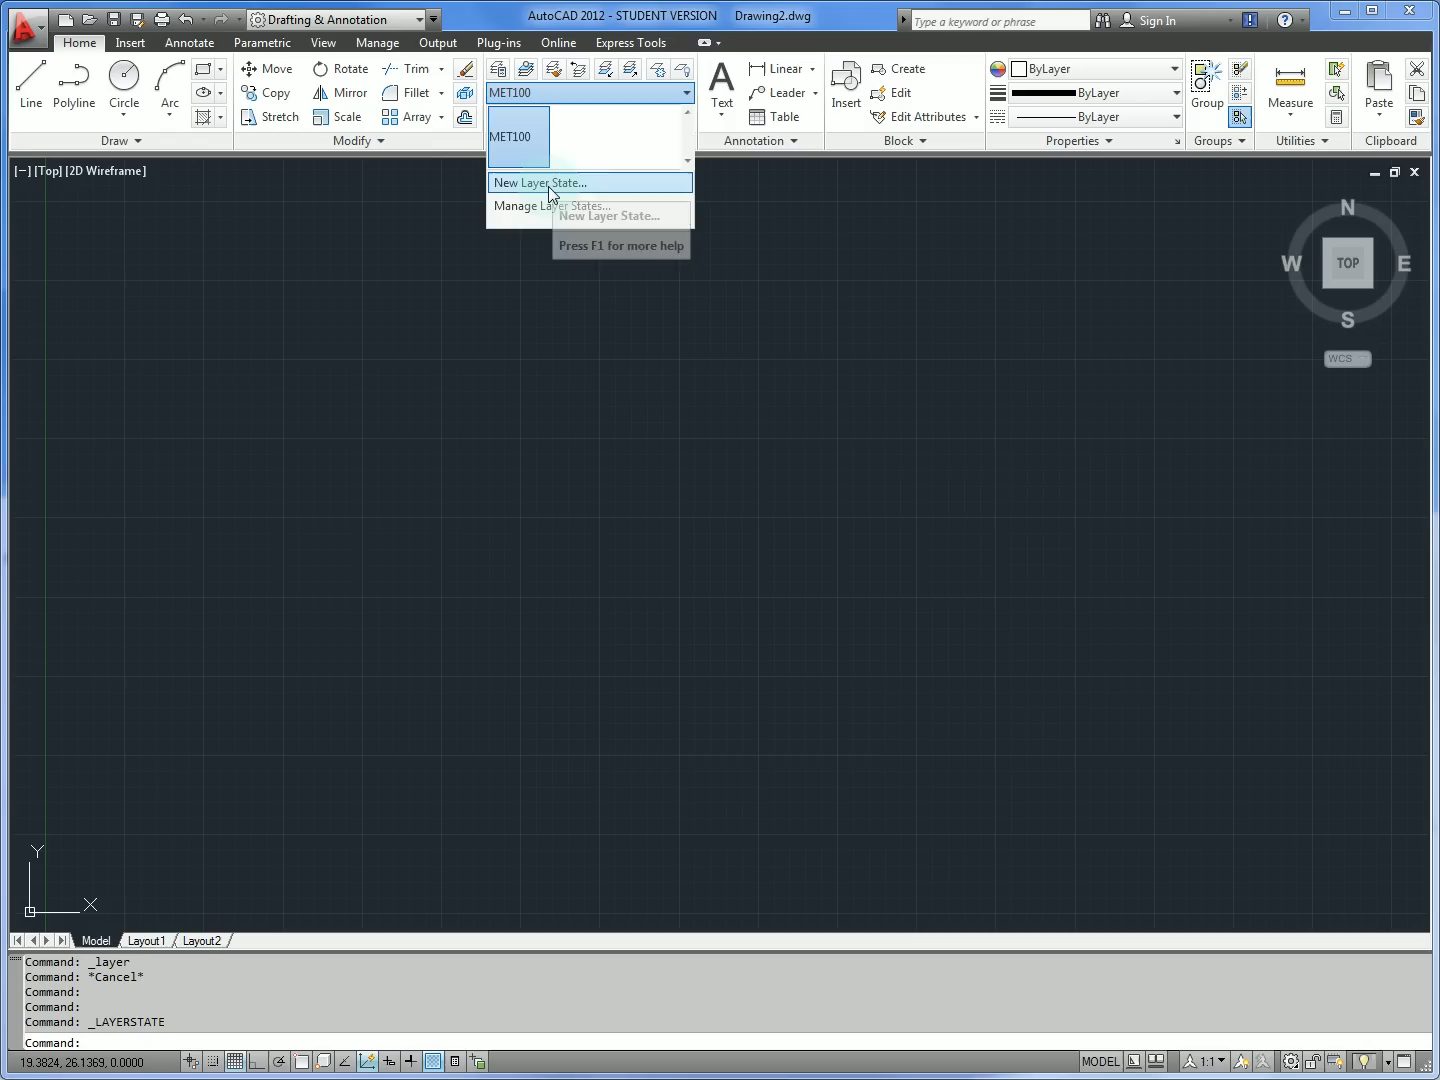 Drafting & Annotation
AutoCAD 2012 - STUDENT VERSION Drawing2.dwg
Type a keyword or phrase
Sign In
Home Insert Annotate Parametric View Manage Output Plug-ins Online Express Tools
Line Polyline Circle Arc
Draw
Move Rotate Trim
Copy Mirror Fillet
Stretch Scale Array
Modify
MET100
MET100
New Layer State...
Manage Layer States...
New Layer State...
Press F1 for more help
A
Text
Linear
Leader
Table
Annotation
Insert
Create
Edit
Edit Attributes
Block
ByLayer
ByLayer
ByLayer
Properties
Group
Groups
Measure
Utilities
Paste
Clipboard
[−] [Top] [2D Wireframe]
N
W TOP E
S
WCS
Y
X
Model Layout1 Layout2
Command: _layer
Command: *Cancel*
Command:
Command:
Command: _LAYERSTATE
Command:
19.3824, 26.1369, 0.0000
MODEL
1:1